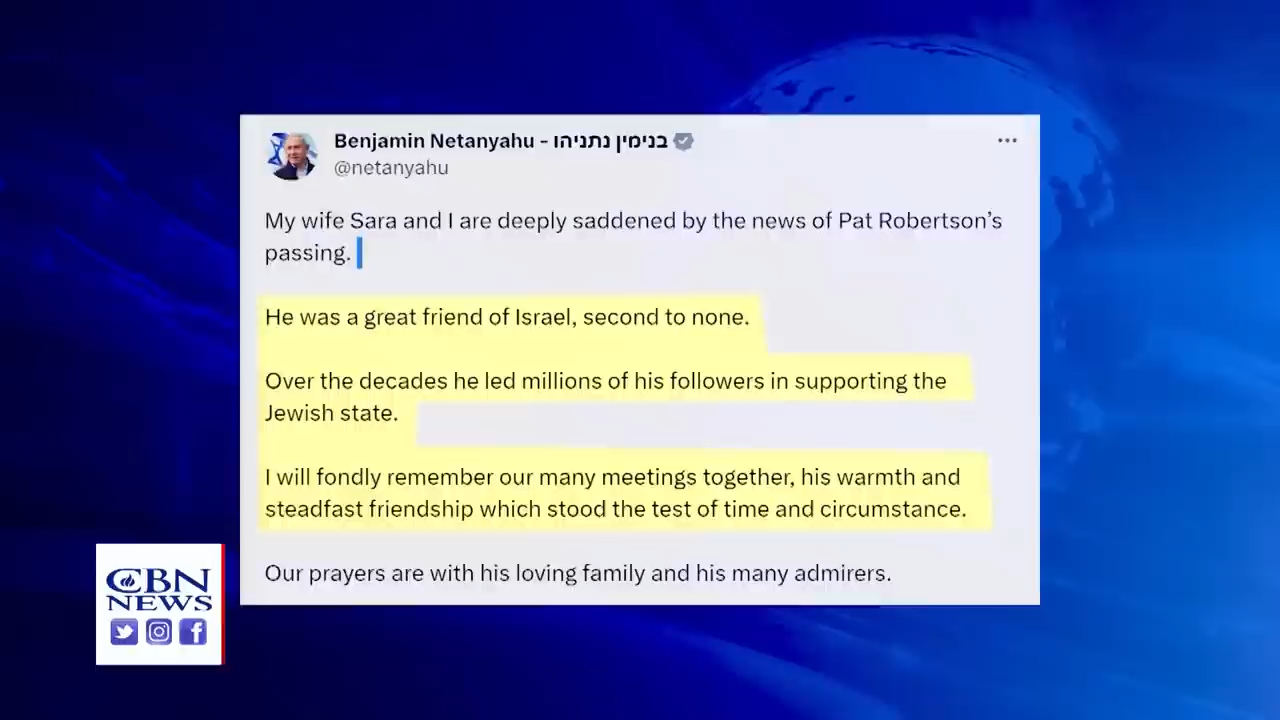 Benjamin Netanyahu - בנימין נתניהו
@netanyahu
My wife Sara and I are deeply saddened by the news of Pat Robertson’s
passing.
He was a great friend of Israel, second to none.
Over the decades he led millions of his followers in supporting the
Jewish state.
I will fondly remember our many meetings together, his warmth and
steadfast friendship which stood the test of time and circumstance.
Our prayers are with his loving family and his many admirers.
CBN
NEWS